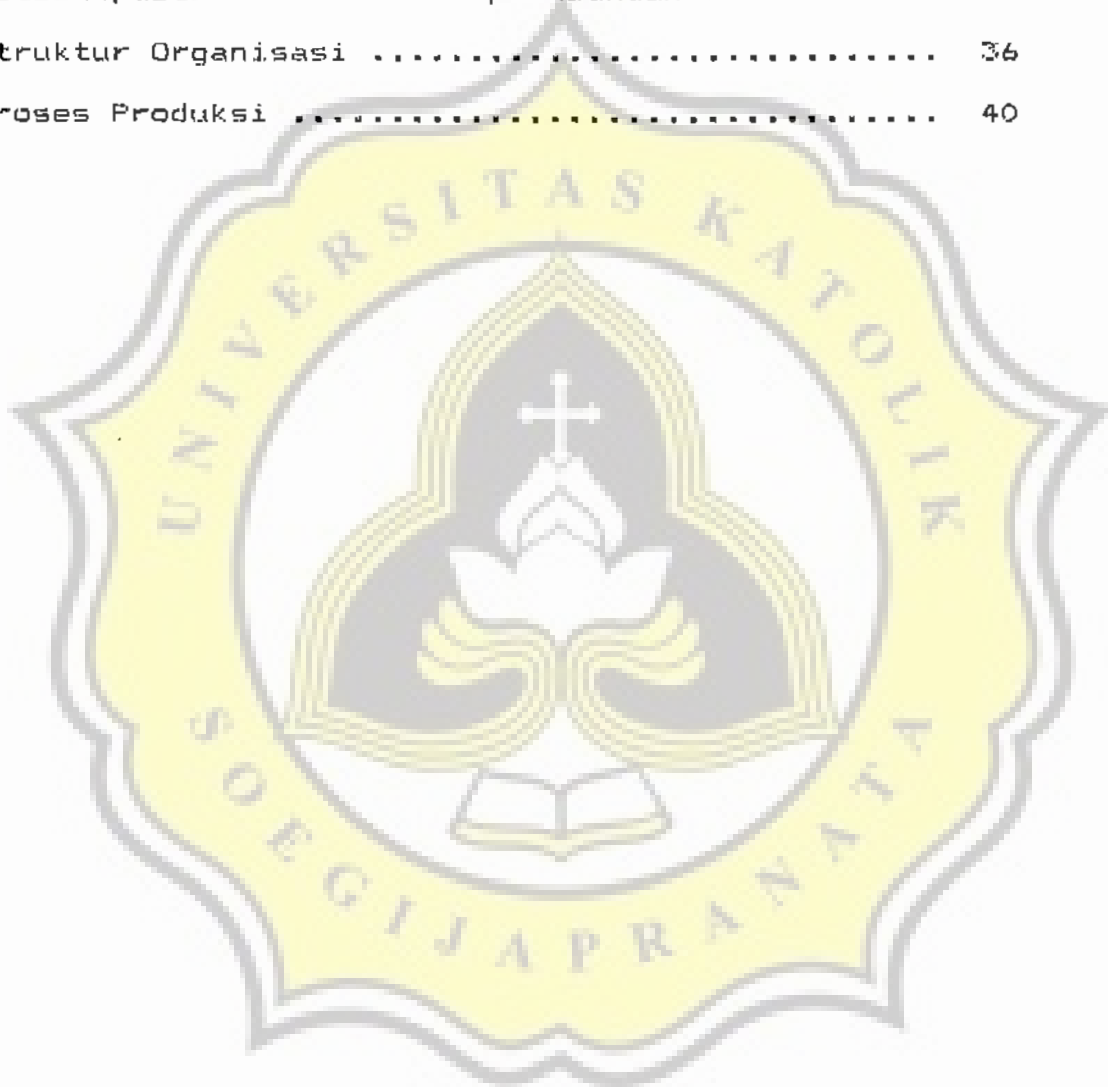 truktur Organisasi .............................. 36
roses Produksi .................................. 40
UNIVERSITAS KATOLIK
SOEGIJAPRANATA